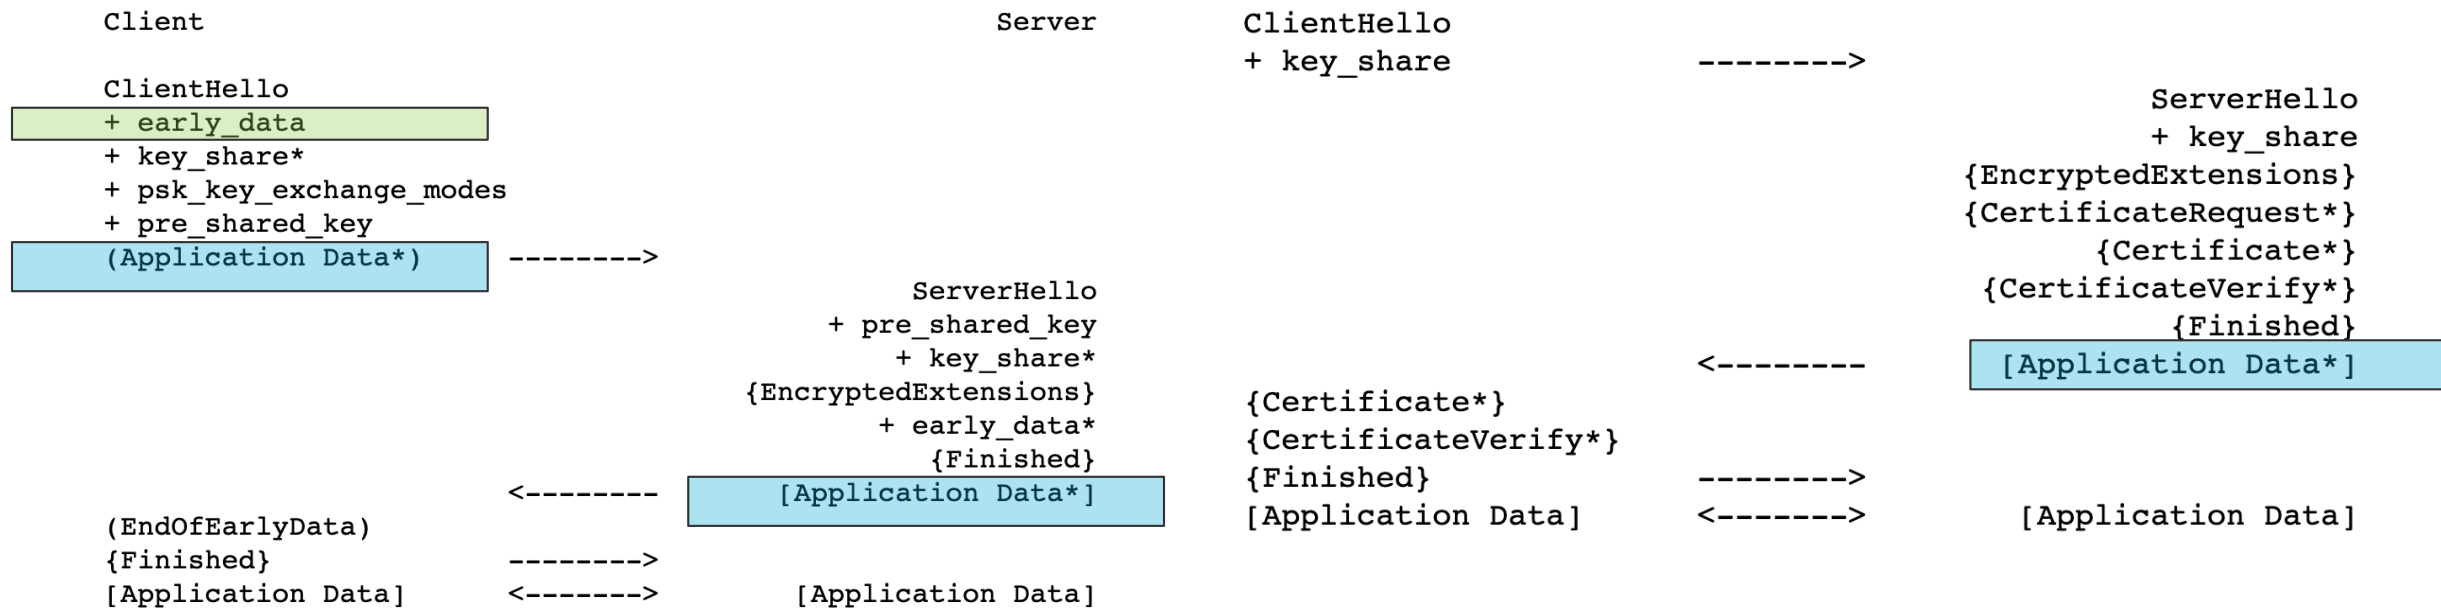 Client Server
ClientHello
+ early_data
+ key_share*
+ psk_key_exchange_modes
+ pre_shared_key
(Application Data*) -------->
ServerHello
+ pre_shared_key
+ key_share*
{EncryptedExtensions}
+ early_data*
{Finished}
<-------- [Application Data*]
(EndOfEarlyData)
{Finished} -------->
[Application Data] <-------> [Application Data]
ClientHello
+ key_share -------->
ServerHello
+ key_share
{EncryptedExtensions}
{CertificateRequest*}
{Certificate*}
{CertificateVerify*}
{Finished}
<-------- [Application Data*]
{Certificate*}
{CertificateVerify*}
{Finished} -------->
[Application Data] <-------> [Application Data]